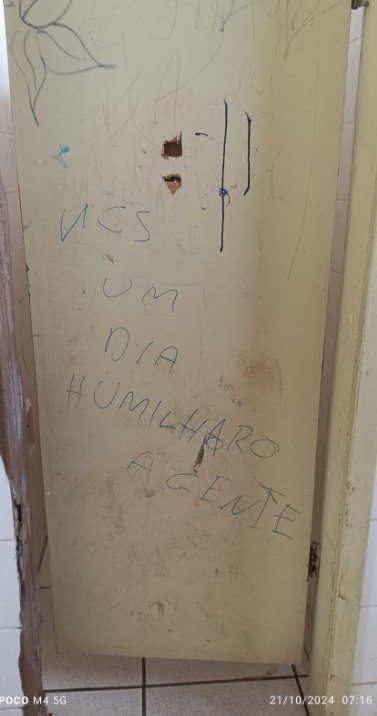 VCS
UM
DIA
HUMILHARO
AGENTE
POCO M4 5G
21/10/2024 07:16